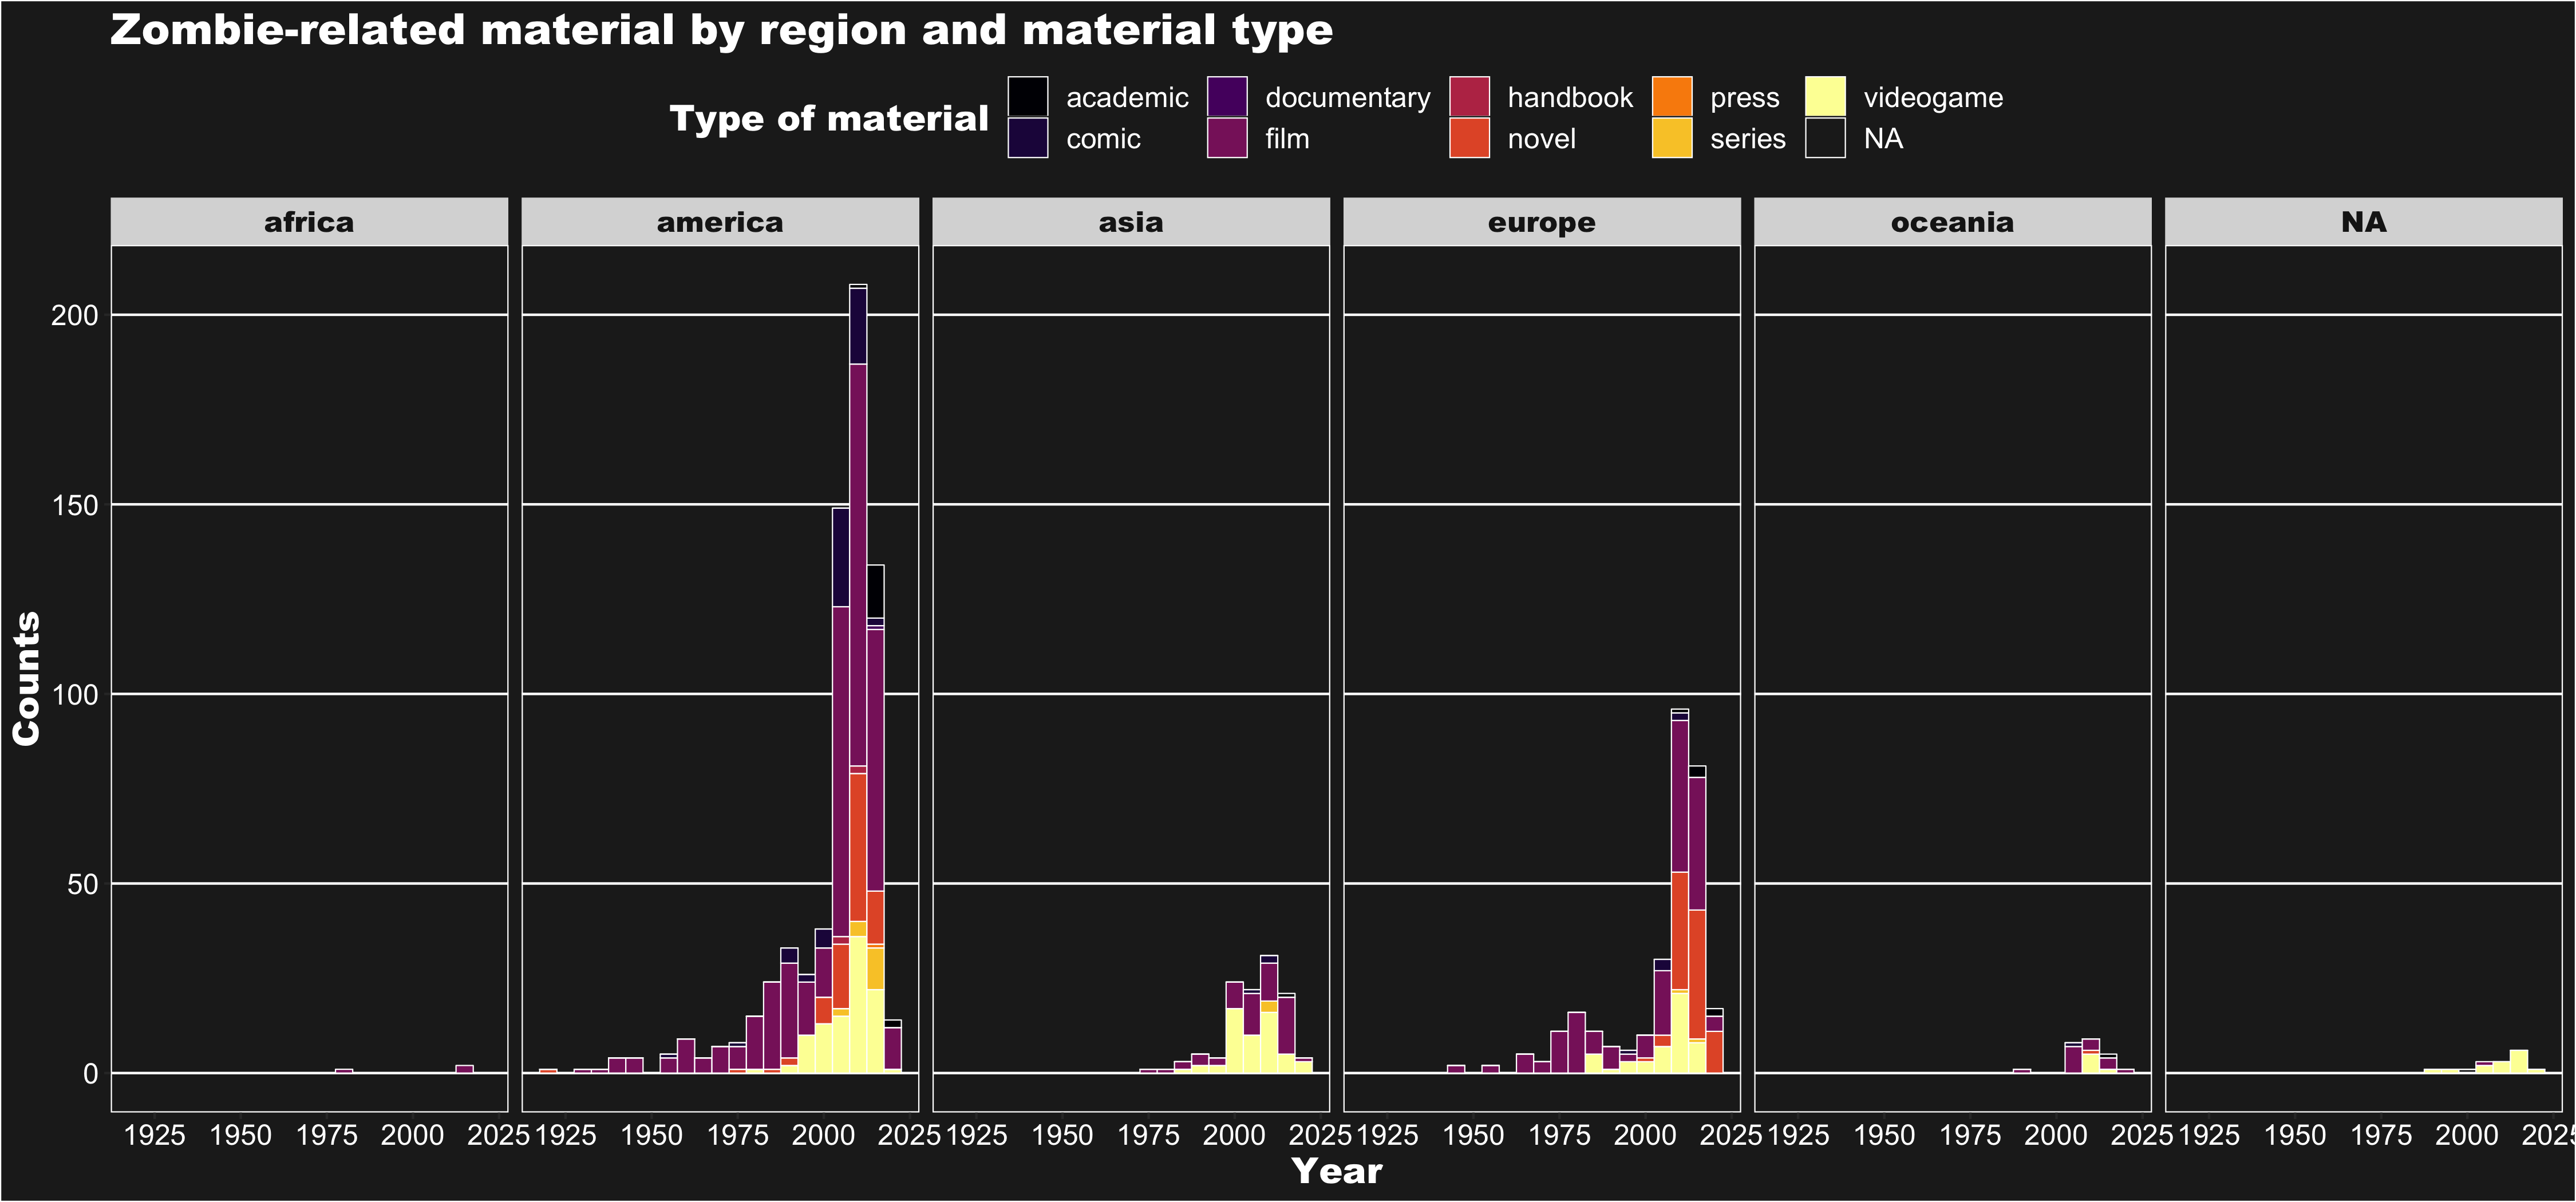 Zombie-related material by region and material type
Type of material
academic documentary handbook press videogame
comic film novel series NA
africa america asia europe oceania NA
Counts
200
150
100
50
0
1925 1950 1975 2000 2025 1925 1950 1975 2000 2025 1925 1950 1975 2000 2025 1925 1950 1975 2000 2025 1925 1950 1975 2000 2025 1925 1950 1975 2000 2025
Year